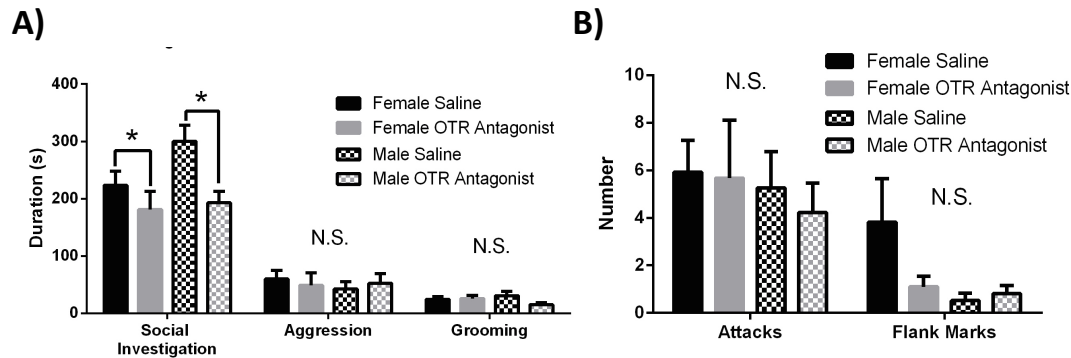 A)
B)
400
300
200
100
0
Duration (s)
*
*
N.S.
N.S.
Female Saline
Female OTR Antagonist
Male Saline
Male OTR Antagonist
Social
Investigation
Aggression
Grooming
10
8
6
4
2
0
Number
N.S.
N.S.
Female Saline
Female OTR Antagonist
Male Saline
Male OTR Antagonist
Attacks
Flank Marks